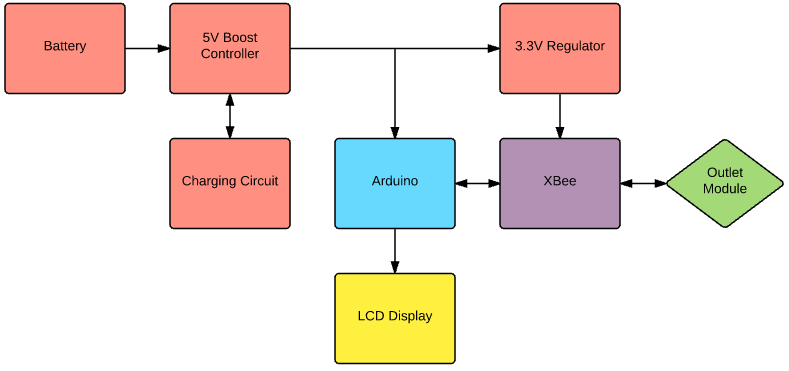 Battery
5V Boost
Controller
3.3V Regulator
Charging Circuit
Arduino
XBee
Outlet
Module
LCD Display